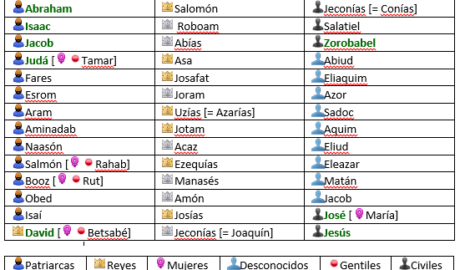 Abraham Salomón Jeconías [= Conías]
Isaac Roboam Salatiel
Jacob Abías Zorobabel
Judá [ Tamar] Asa Abiud
Fares Josafat Eliaquim
Esrom Joram Azor
Aram Uzías [= Azarías] Sadoc
Aminadab Jotam Aquim
Naasón Acaz Eliud
Salmón [ Rahab] Ezequías Eleazar
Booz [ Rut] Manasés Matán
Obed Amón Jacob
Isaí Josías José [ María]
David [ Betsabé] Jeconías [= Joaquín] Jesús
Patriarcas Reyes Mujeres Desconocidos Gentiles Civiles